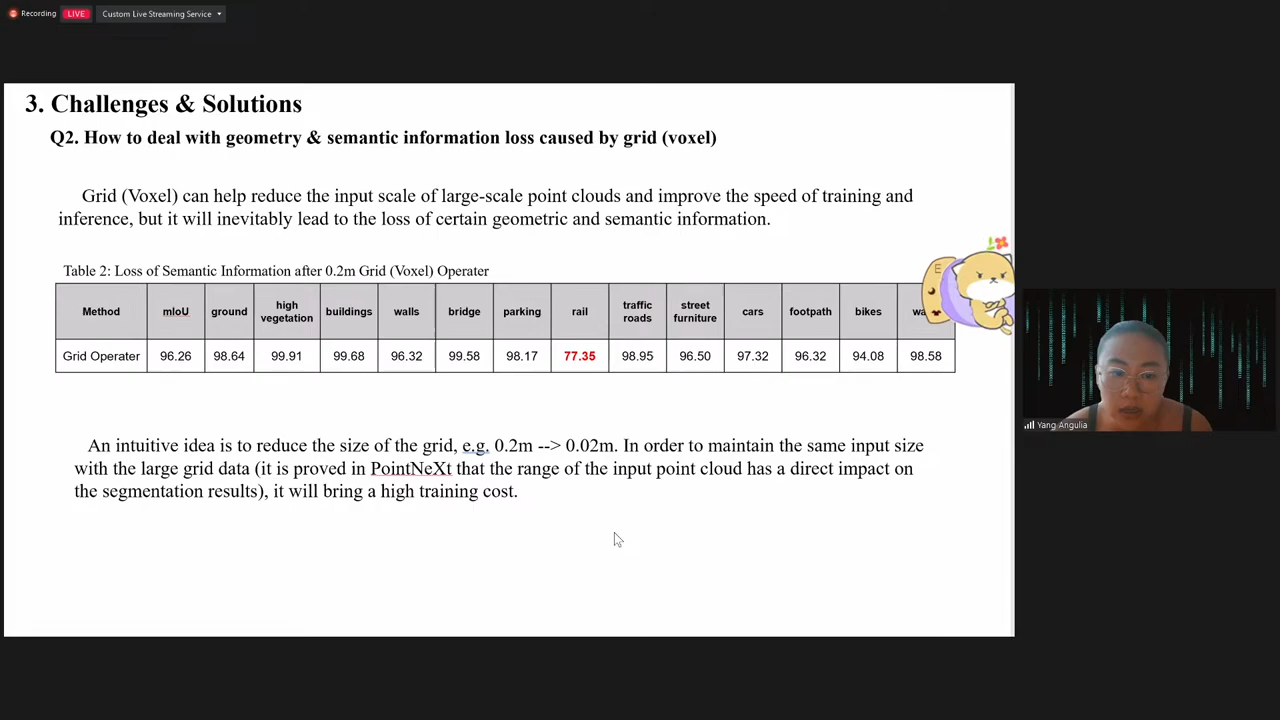 Recording LIVE Custom Live Streaming Service
3. Challenges & Solutions
Q2. How to deal with geometry & semantic information loss caused by grid (voxel)
Grid (Voxel) can help reduce the input scale of large-scale point clouds and improve the speed of training and
inference, but it will inevitably lead to the loss of certain geometric and semantic information.
Table 2: Loss of Semantic Information after 0.2m Grid (Voxel) Operater
Method mIoU ground high vegetation buildings walls bridge parking rail traffic roads street furniture cars footpath bikes
Grid Operater 96.26 98.64 99.91 99.68 96.32 99.58 98.17 77.35 98.95 96.50 97.32 96.32 94.08 98.58
An intuitive idea is to reduce the size of the grid, e.g. 0.2m --> 0.02m. In order to maintain the same input size
with the large grid data (it is proved in PointNeXt that the range of the input point cloud has a direct impact on
the segmentation results), it will bring a high training cost.
Yang Angulia